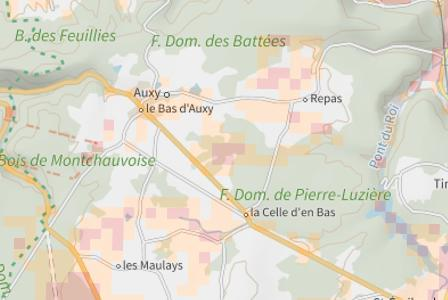 B. des Feuillies
F. Dom. des Battées
Auxy
le Bas d'Auxy
Repas
Pont du Roi
Bois de Montchauvoise
F. Dom. de Pierre-Luzière
la Celle d'en Bas
les Maulays